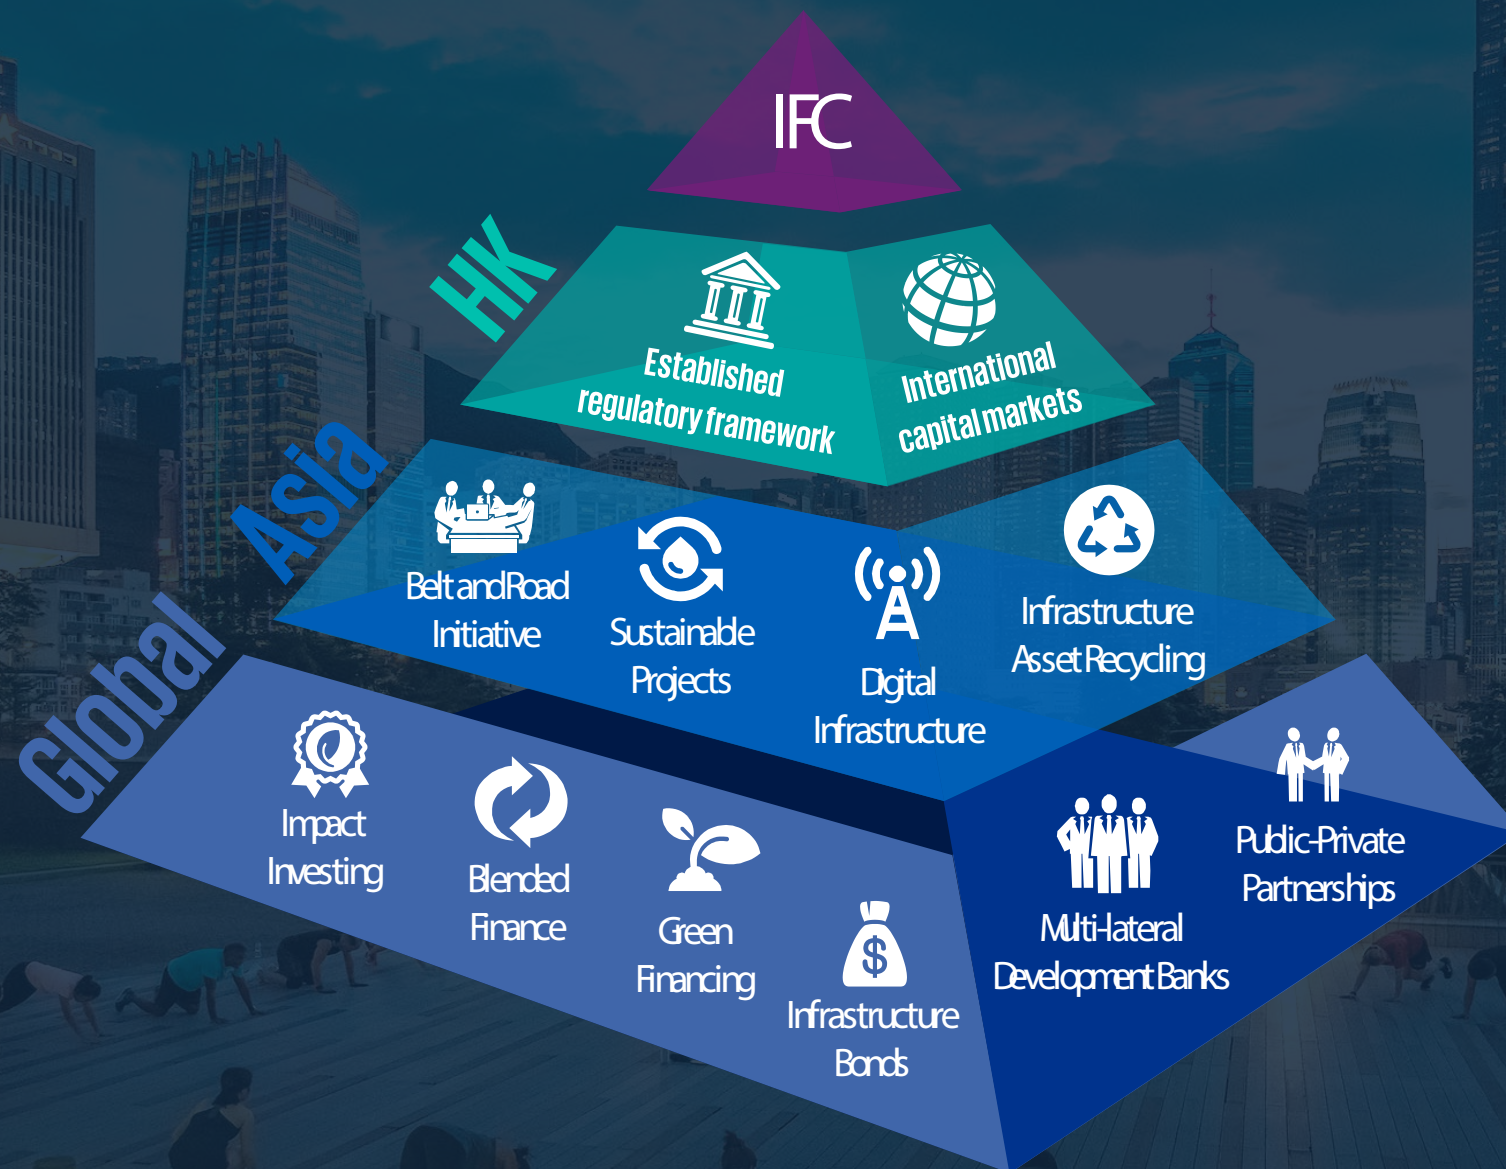 IFC
HK
Established
regulatory framework
International
capital markets
Asia
Belt and Road
Initiative
Sustainable
Projects
Digital
Infrastructure
Infrastructure
Asset Recycling
Global
Impact
Investing
Blended
Finance
Green
Financing
$
Infrastructure
Bonds
Multi-lateral
Development Banks
Public-Private
Partnerships